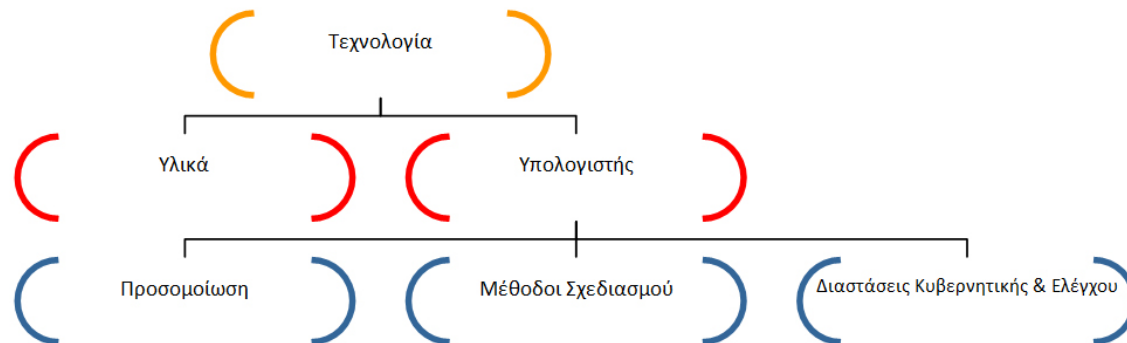 Τεχνολογία
Υλικά
Υπολογιστής
Προσομοίωση
Μέθοδοι Σχεδιασμού
Διαστάσεις Κυβερνητικής & Ελέγχου